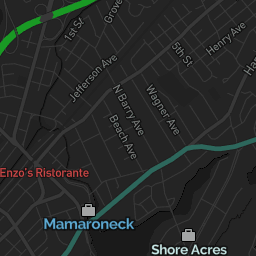 Grove
1st St
5th St
Henry Ave
Jefferson Ave
N Barry Ave
Wagner Ave
Beach Ave
Enzo's Ristorante
Mamaroneck
Shore Acres